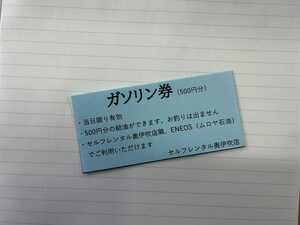 ガソリン券 (500円分)
・当日限り有効
・500円分の給油ができます。お釣は出ません
・セルフレンタル奥伊吹店隣、ENEOS（ムロヤ石油）
でご利用いただけます
セルフレンタル奥伊吹店